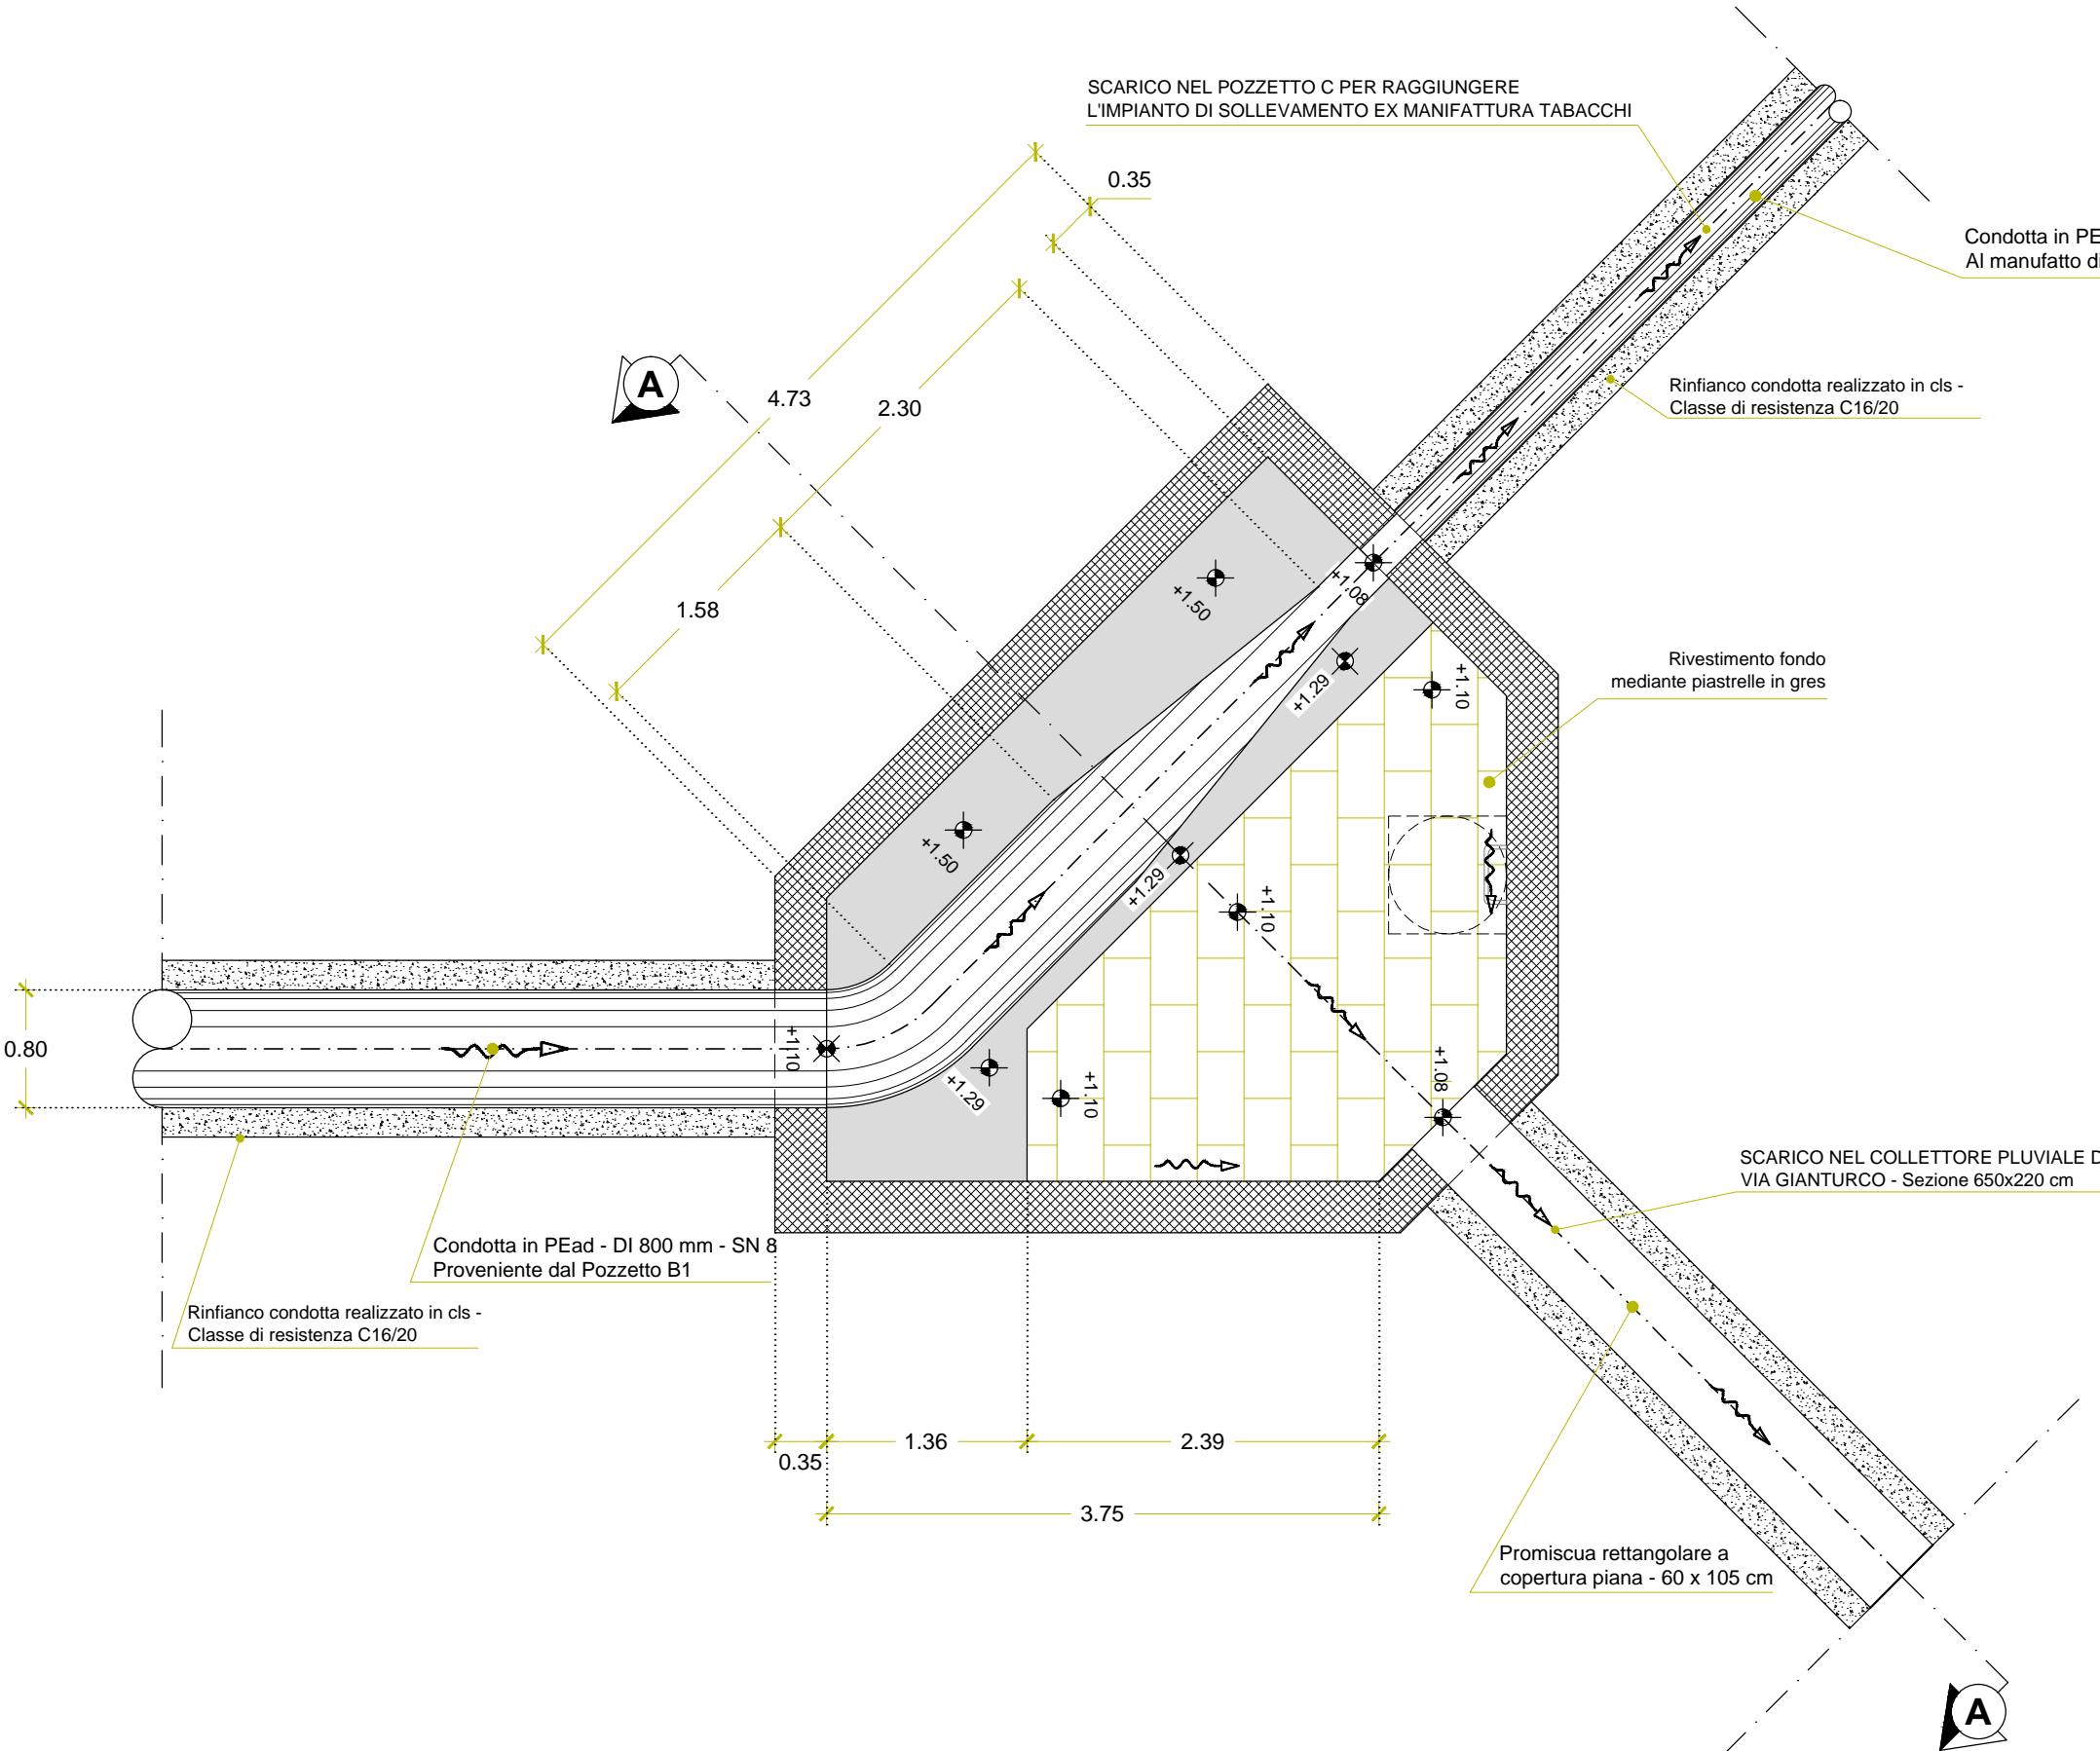 SCARICO NEL POZZETTO C PER RAGGIUNGERE
L'IMPIANTO DI SOLLEVAMENTO EX MANIFATTURA TABACCHI
0.35
Condotta in PE
Al manufatto di
A
4.73
2.30
Rinfianco condotta realizzato in cls -
Classe di resistenza C16/20
1.58
+1.50
+1.08
Rivestimento fondo
mediante piastrelle in gres
+1.29
+1.10
+1.50
+1.29
+1.10
0.80
+1.10
+1.29
+1.10
+1.08
SCARICO NEL COLLETTORE PLUVIALE D
VIA GIANTURCO - Sezione 650x220 cm
Condotta in PEad - DI 800 mm - SN 8
Proveniente dal Pozzetto B1
Rinfianco condotta realizzato in cls -
Classe di resistenza C16/20
0.35
1.36
2.39
3.75
Promiscua rettangolare a
copertura piana - 60 x 105 cm
A